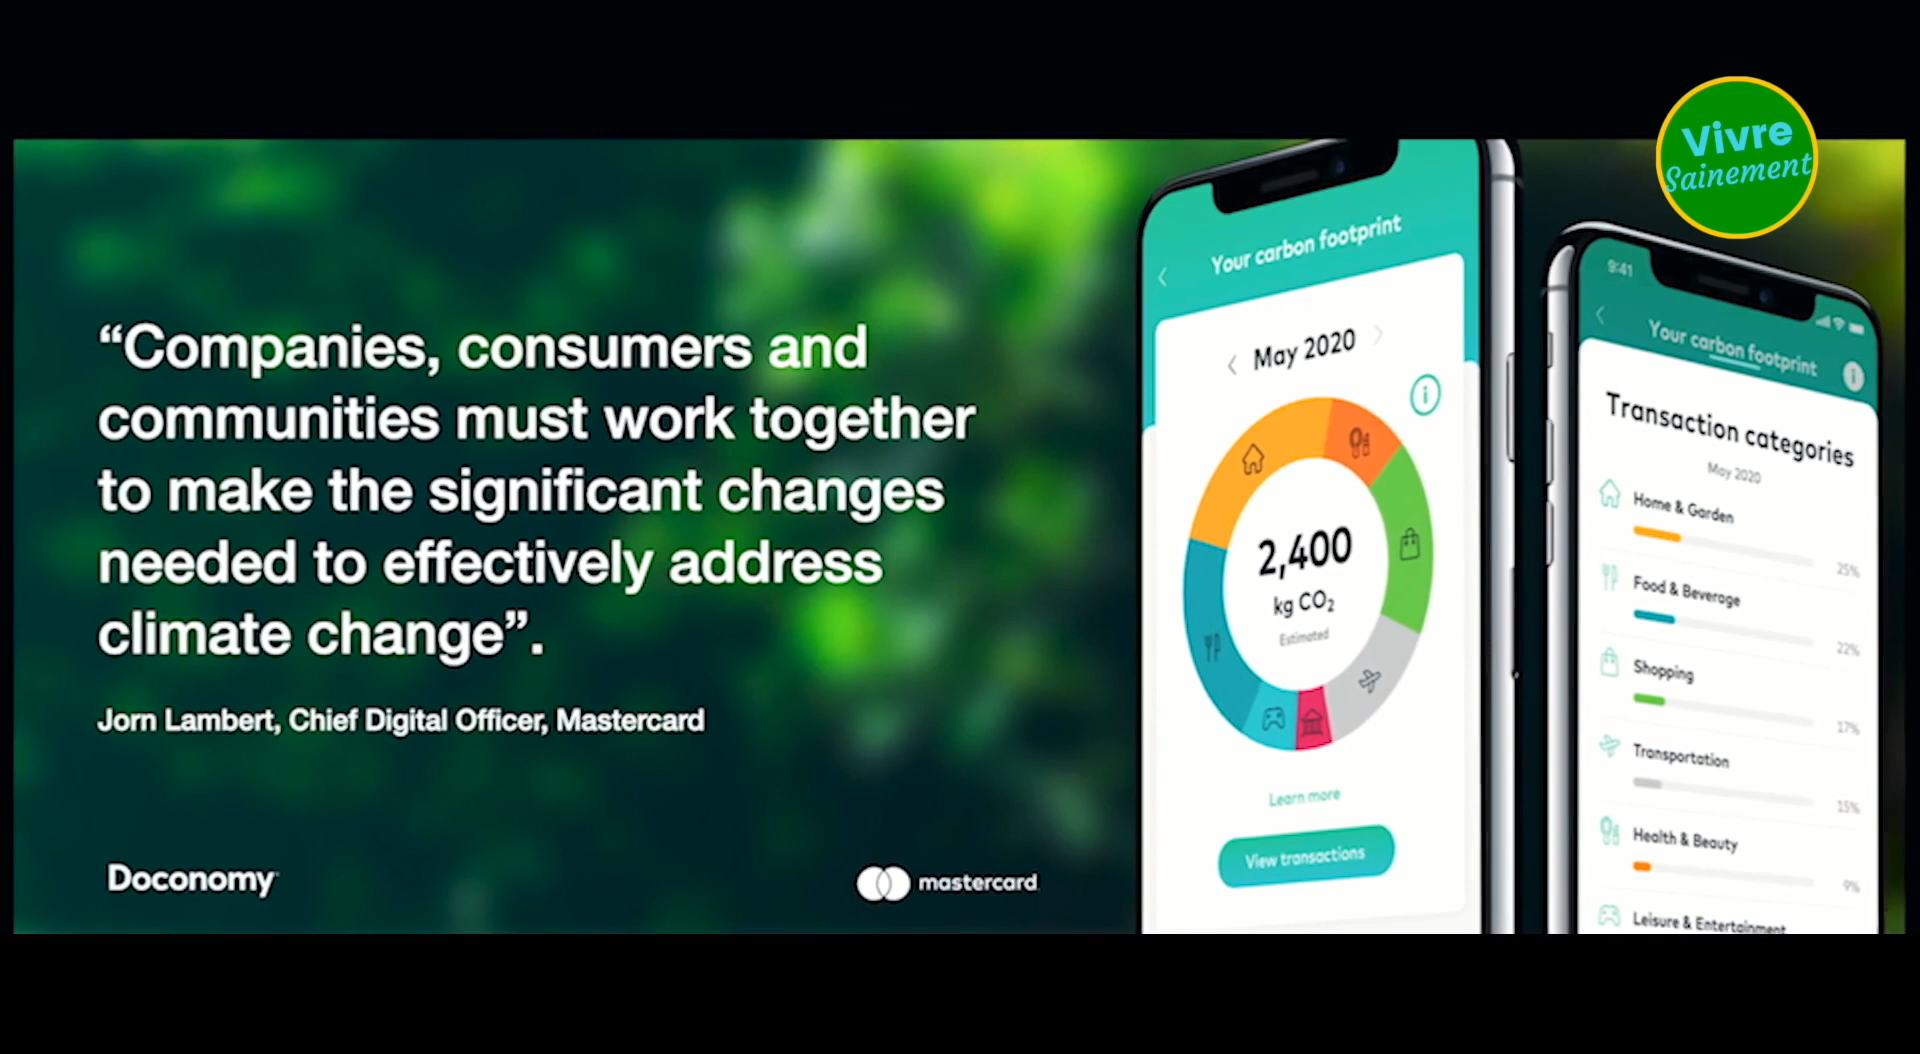 Vivre
Sainement
“Companies, consumers and
communities must work together
to make the significant changes
needed to effectively address
climate change”.
Jorn Lambert, Chief Digital Officer, Mastercard
Doconomy
mastercard
Your carbon footprint
May 2020
2,400
kg CO₂
Estimated
Learn more
View transactions
9:41
Your carbon footprint
Transaction categories
May 2020
Home & Garden
25%
Food & Beverage
22%
Shopping
17%
Transportation
15%
Health & Beauty
9%
Leisure & Entertainment